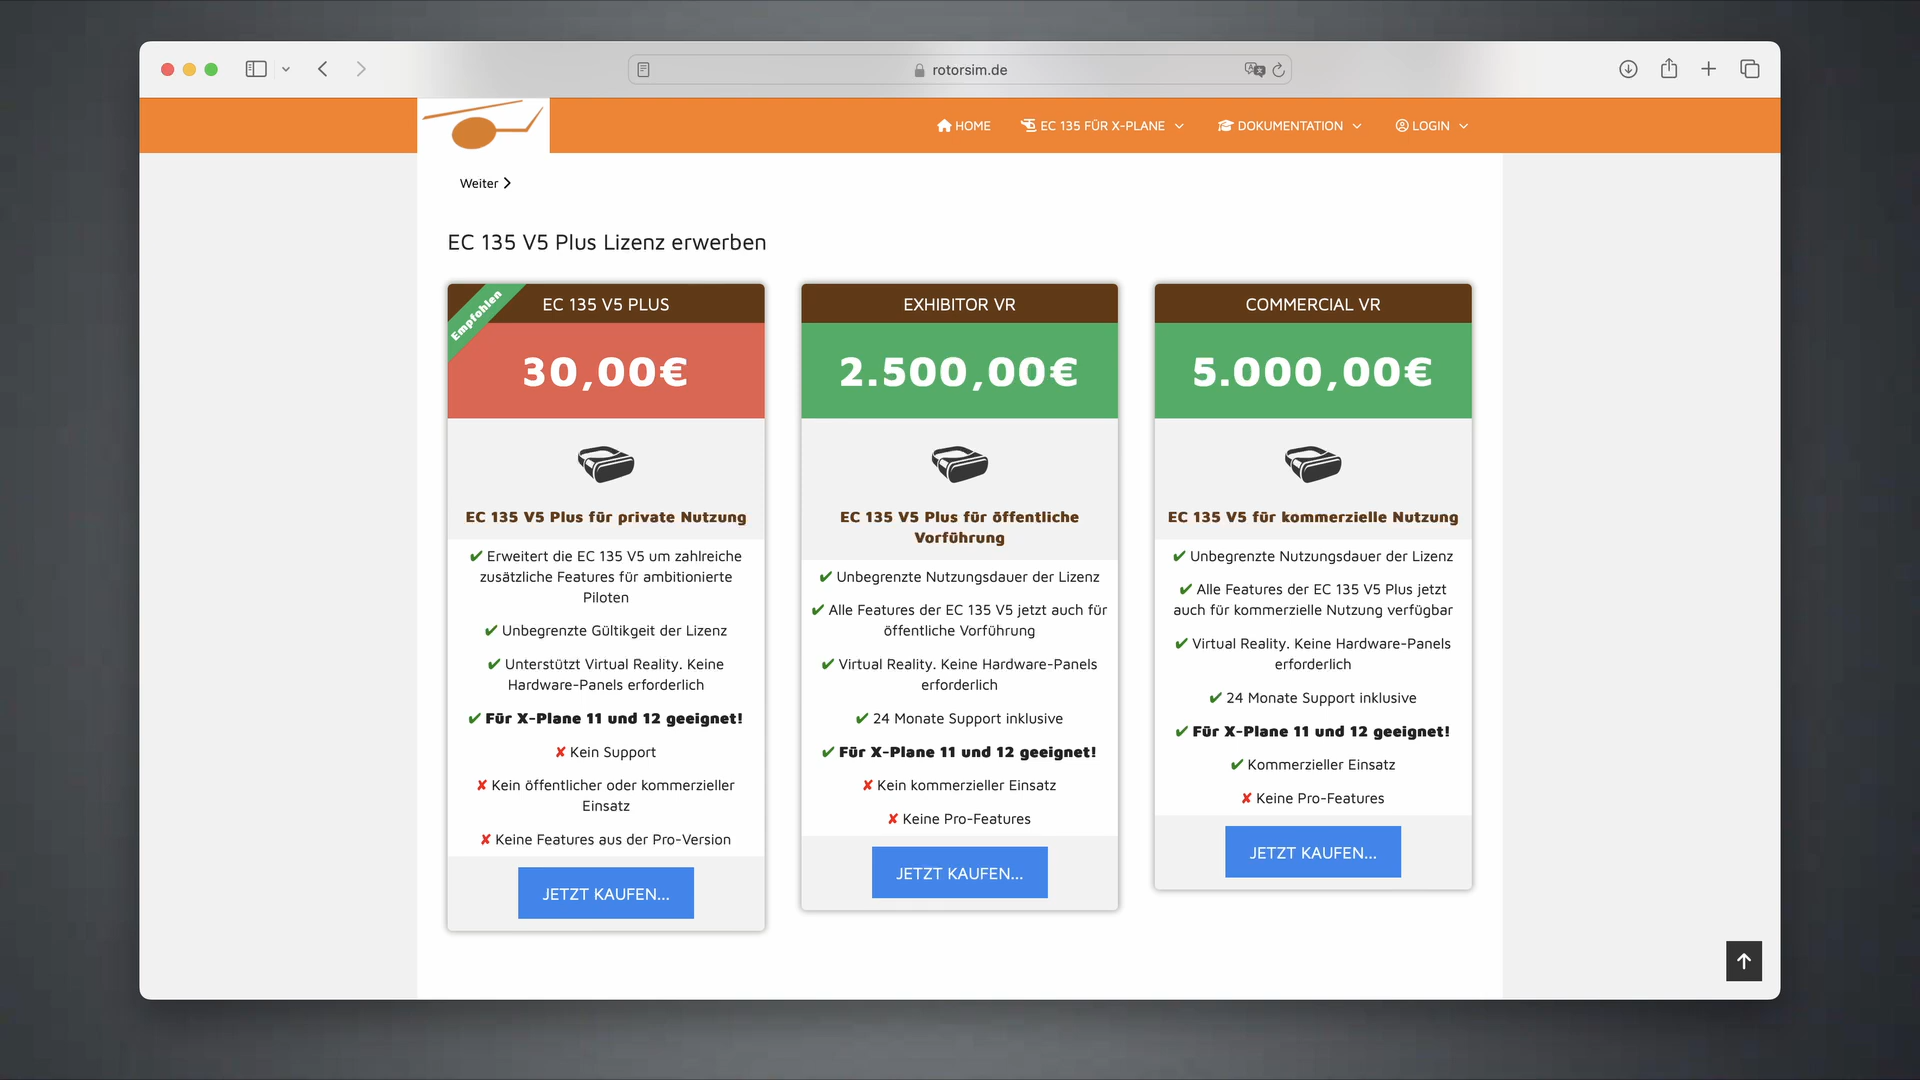 rotorsim.de
HOME
EC 135 FÜR X-PLANE
DOKUMENTATION
LOGIN
Weiter
EC 135 V5 Plus Lizenz erwerben
Empfohlen
EC 135 V5 PLUS
30,00€
EC 135 V5 Plus für private Nutzung
✔ Erweitert die EC 135 V5 um zahlreiche
zusätzliche Features für ambitionierte
Piloten
✔ Unbegrenzte Gültikgeit der Lizenz
✔ Unterstützt Virtual Reality. Keine
Hardware-Panels erforderlich
✔ Für X-Plane 11 und 12 geeignet!
✘ Kein Support
✘ Kein öffentlicher oder kommerzieller
Einsatz
✘ Keine Features aus der Pro-Version
JETZT KAUFEN...
EXHIBITOR VR
2.500,00€
EC 135 V5 Plus für öffentliche
Vorführung
✔ Unbegrenzte Nutzungsdauer der Lizenz
✔ Alle Features der EC 135 V5 jetzt auch für
öffentliche Vorführung
✔ Virtual Reality. Keine Hardware-Panels
erforderlich
✔ 24 Monate Support inklusive
✔ Für X-Plane 11 und 12 geeignet!
✘ Kein kommerzieller Einsatz
✘ Keine Pro-Features
JETZT KAUFEN...
COMMERCIAL VR
5.000,00€
EC 135 V5 für kommerzielle Nutzung
✔ Unbegrenzte Nutzungsdauer der Lizenz
✔ Alle Features der EC 135 V5 Plus jetzt
auch für kommerzielle Nutzung verfügbar
✔ Virtual Reality. Keine Hardware-Panels
erforderlich
✔ 24 Monate Support inklusive
✔ Für X-Plane 11 und 12 geeignet!
✔ Kommerzieller Einsatz
✘ Keine Pro-Features
JETZT KAUFEN...